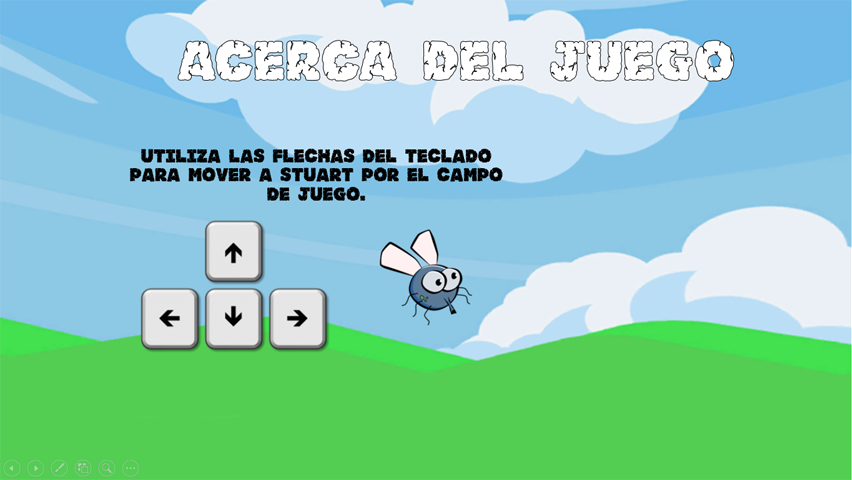 ACERCA DEL JUEGO
UTILIZA LAS FLECHAS DEL TECLADO
PARA MOVER A STUART POR EL CAMPO
DE JUEGO.